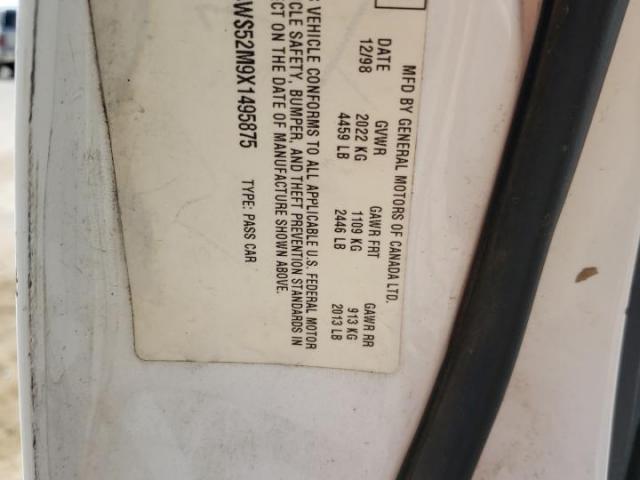 MFD BY GENERAL MOTORS OF CANADA LTD.
DATE GVWR GAWR FRT GAWR RR
12/98 2022 KG 1109 KG 913 KG
4459 LB 2446 LB 2013 LB
VEHICLE CONFORMS TO ALL APPLICABLE U.S. FEDERAL MOTOR
CLE SAFETY, BUMPER, AND THEFT PREVENTION STANDARDS IN
ECT ON THE DATE OF MANUFACTURE SHOWN ABOVE.
WS52M9X1495875 TYPE: PASS CAR